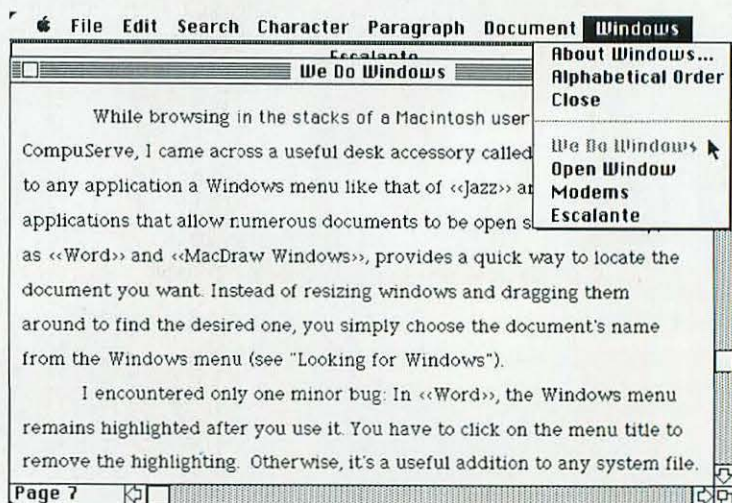 File Edit Search Character Paragraph Document Windows
Escalante
We Do Windows
About Windows...
Alphabetical Order
Close
We Do Windows
Open Window
Modems
Escalante
While browsing in the stacks of a Macintosh user
CompuServe, I came across a useful desk accessory called
to any application a Windows menu like that of «Jazz»
applications that allow numerous documents to be open
as «Word» and «MacDraw Windows», provides a quick way to locate the
document you want. Instead of resizing windows and dragging them
around to find the desired one, you simply choose the document's name
from the Windows menu (see "Looking for Windows").
I encountered only one minor bug: In «Word», the Windows menu
remains highlighted after you use it. You have to click on the menu title to
remove the highlighting. Otherwise, it's a useful addition to any system file.
Page 7